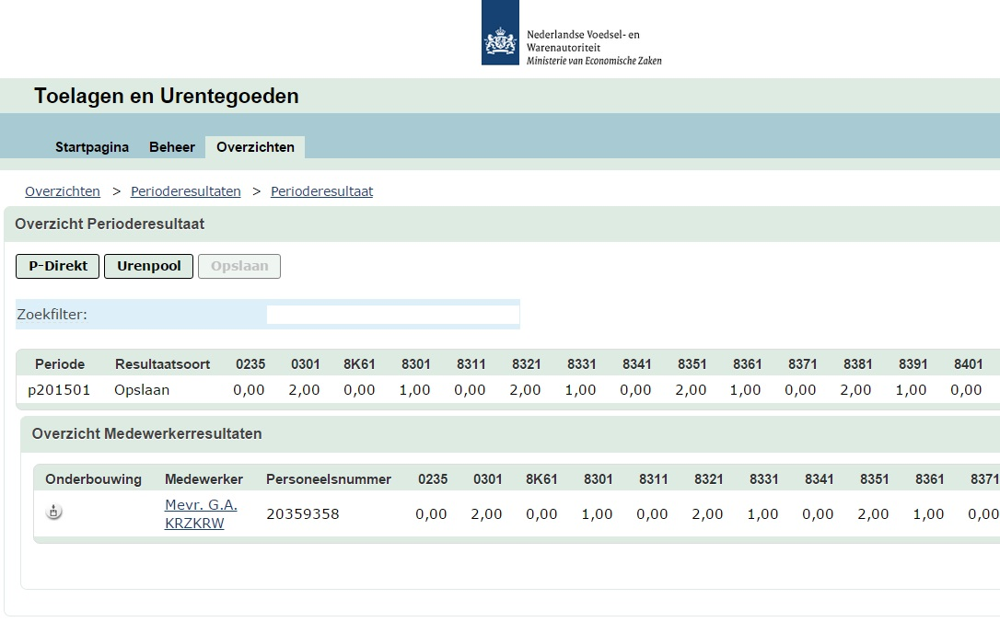 Nederlandse Voedsel- en
Warenautoriteit
Ministerie van Economische Zaken
Toelagen en Urentegoeden
Startpagina Beheer Overzichten
Overzichten > Perioderesultaten > Perioderesultaat
Overzicht Perioderesultaat
P-Direkt Urenpool Opslaan
Zoekfilter:
Periode Resultaatsoort 0235 0301 8K61 8301 8311 8321 8331 8341 8351 8361 8371 8381 8391 8401
p201501 Opslaan 0,00 2,00 0,00 1,00 0,00 2,00 1,00 0,00 2,00 1,00 0,00 2,00 1,00 0,00
Overzicht Medewerkerresultaten
Onderbouwing Medewerker Personeelsnummer 0235 0301 8K61 8301 8311 8321 8331 8341 8351 8361 8371
Mevr. G.A.
KRZKRW 20359358 0,00 2,00 0,00 1,00 0,00 2,00 1,00 0,00 2,00 1,00 0,00